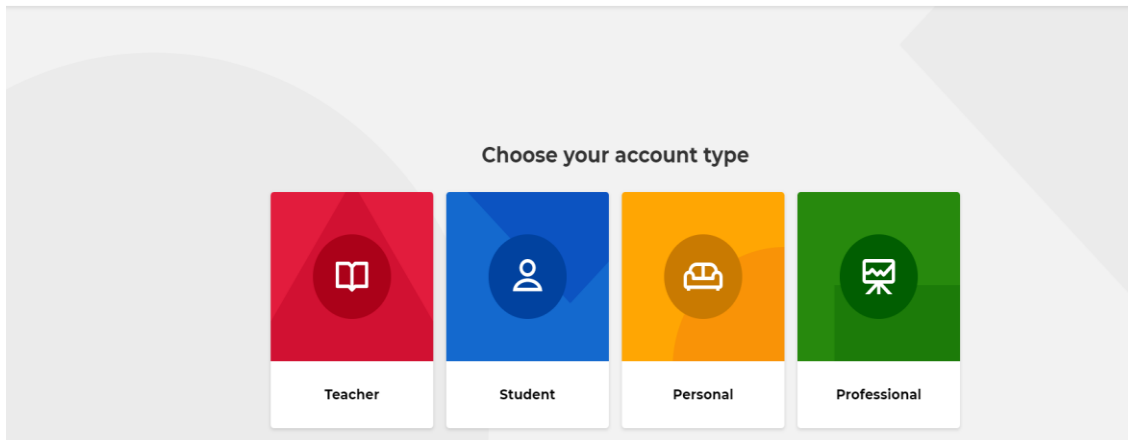 Choose your account type
Teacher
Student
Personal
Professional